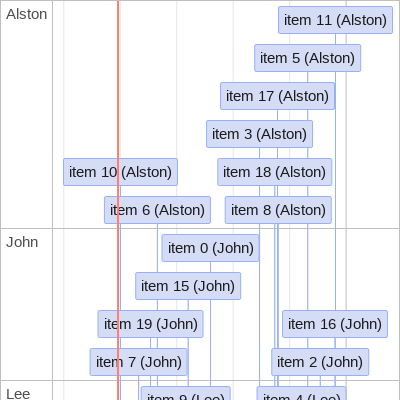 Alston
item 11 (Alston)
item 5 (Alston)
item 17 (Alston)
item 3 (Alston)
item 10 (Alston)
item 18 (Alston)
item 6 (Alston)
item 8 (Alston)
John
item 0 (John)
item 15 (John)
item 19 (John)
item 16 (John)
item 7 (John)
item 2 (John)
Lee
item 9 (Lee)
item 4 (Lee)